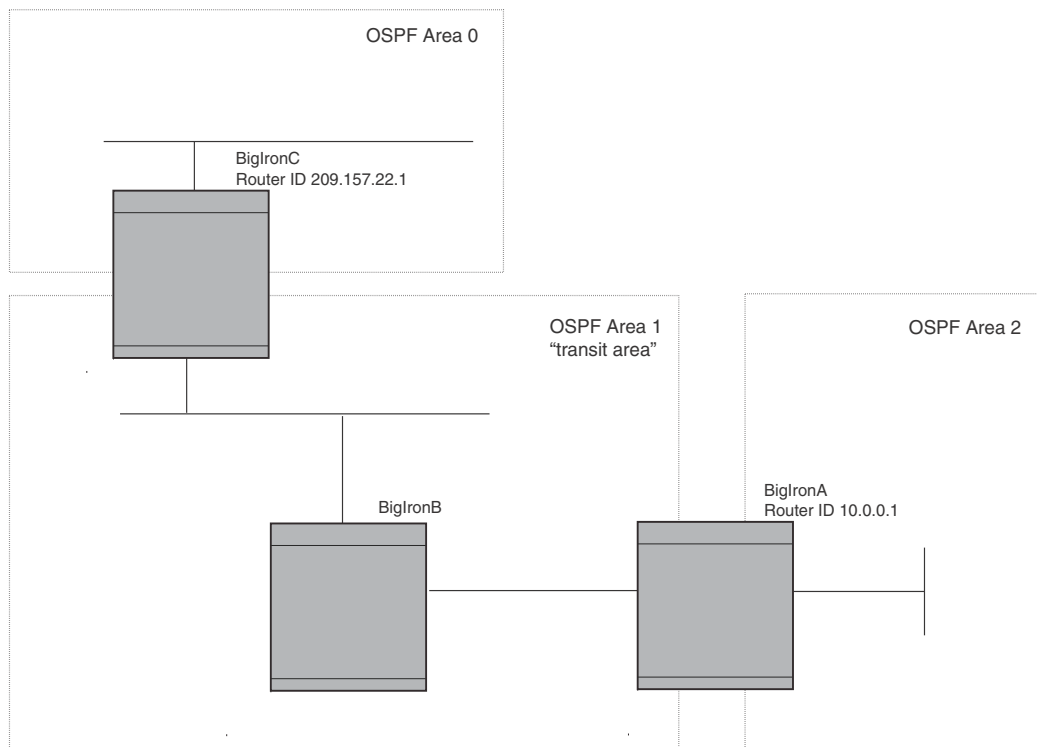 OSPF Area 0
BigIronC
Router ID 209.157.22.1
OSPF Area 1
“transit area”
OSPF Area 2
BigIronB
BigIronA
Router ID 10.0.0.1